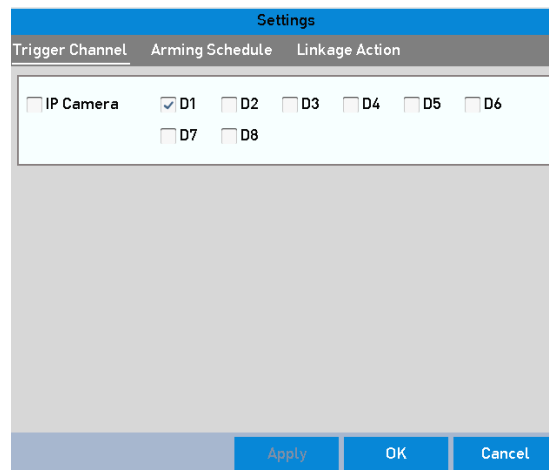 Settings
Trigger Channel Arming Schedule Linkage Action
IP Camera D1 D2 D3 D4 D5 D6
D7 D8
Apply OK Cancel